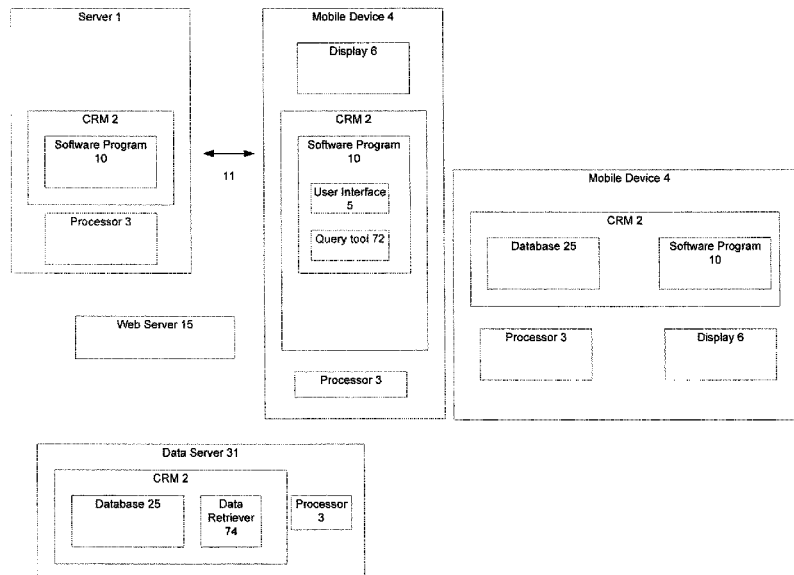 Server 1
CRM 2
Software Program
10
Processor 3
11
Mobile Device 4
Display 6
CRM 2
Software Program
10
User Interface
5
Query tool 72
Processor 3
Mobile Device 4
CRM 2
Database 25
Software Program
10
Processor 3
Display 6
Web Server 15
Data Server 31
CRM 2
Database 25
Data
Retriever
74
Processor
3